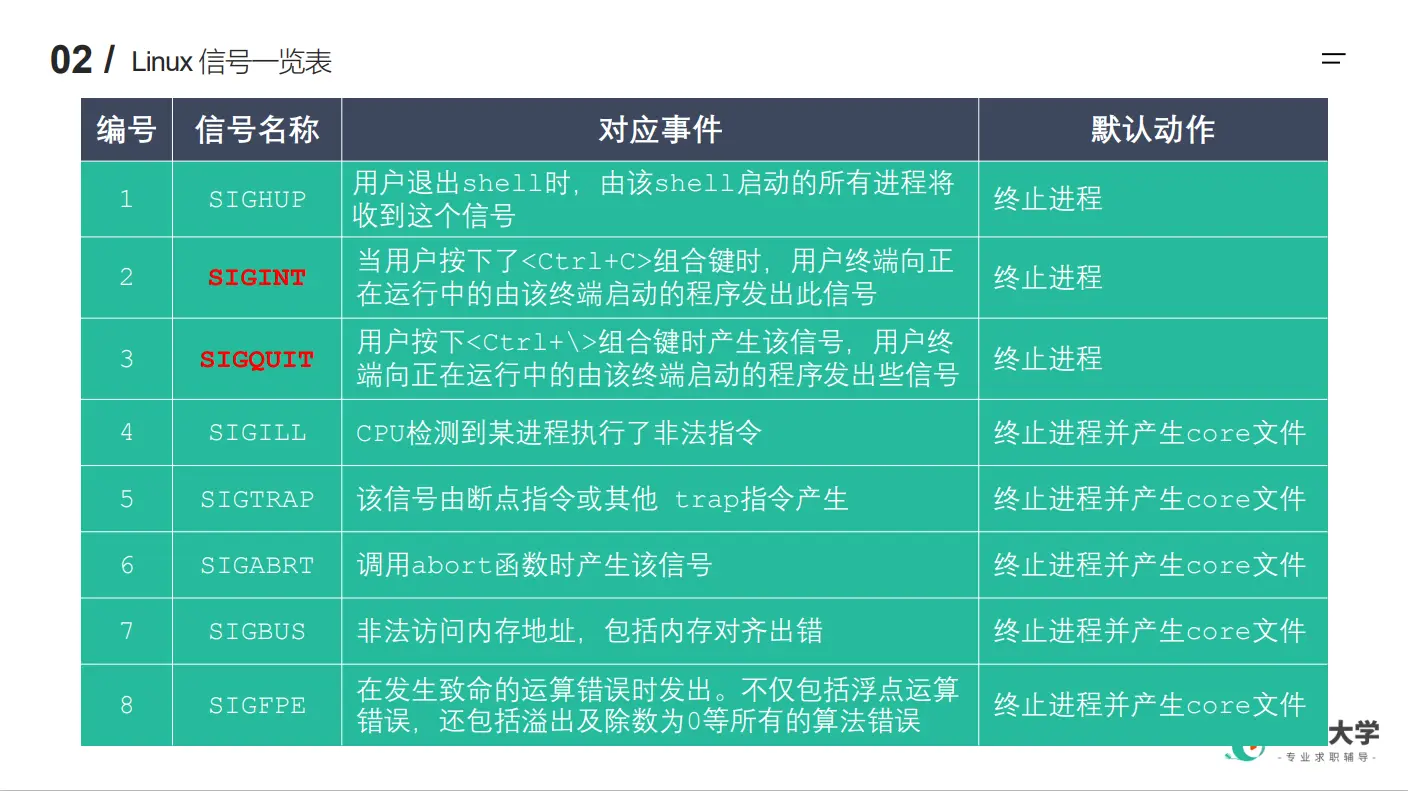 02 / Linux 信号一览表
编号 信号名称 对应事件 默认动作
1 SIGHUP 用户退出shell时，由该shell启动的所有进程将
收到这个信号 终止进程
2 SIGINT 当用户按下了<Ctrl+C>组合键时，用户终端向正
在运行中的由该终端启动的程序发出此信号 终止进程
3 SIGQUIT 用户按下<Ctrl+\>组合键时产生该信号，用户终
端向正在运行中的由该终端启动的程序发出些信号 终止进程
4 SIGILL CPU检测到某进程执行了非法指令 终止进程并产生core文件
5 SIGTRAP 该信号由断点指令或其他 trap指令产生 终止进程并产生core文件
6 SIGABRT 调用abort函数时产生该信号 终止进程并产生core文件
7 SIGBUS 非法访问内存地址，包括内存对齐出错 终止进程并产生core文件
8 SIGFPE 在发生致命的运算错误时发出。不仅包括浮点运算
错误，还包括溢出及除数为0等所有的算法错误 终止进程并产生core文件
大学
-专业求职辅导-